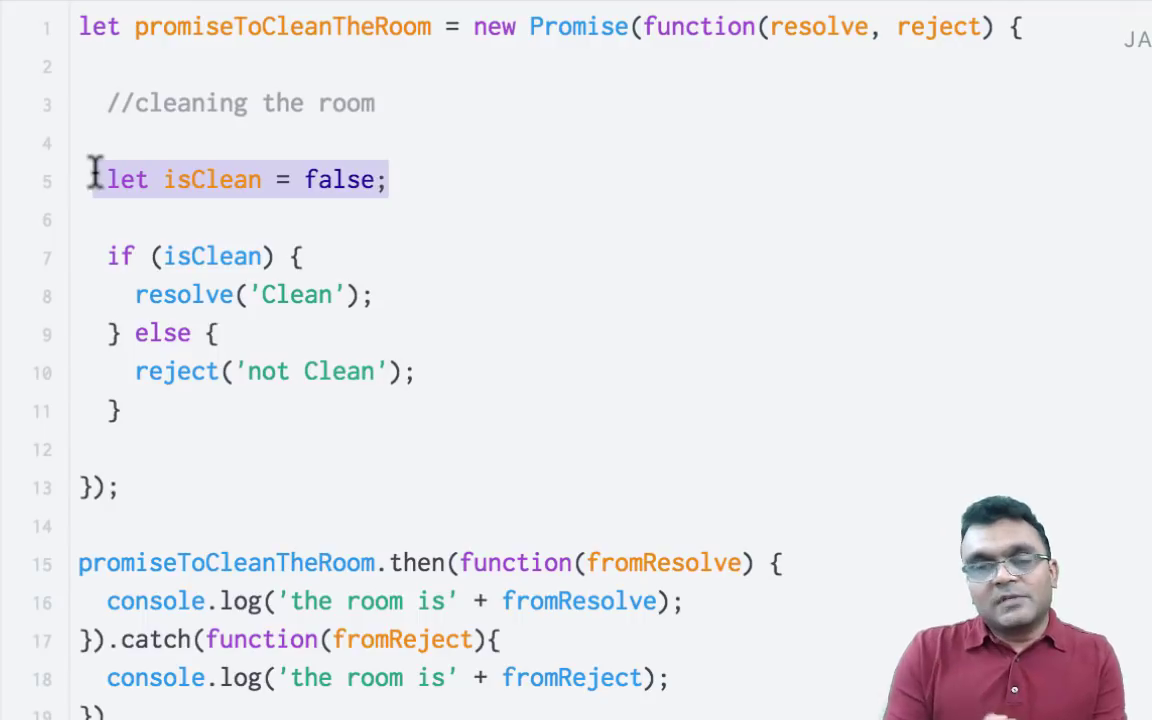 1 let promiseToCleanTheRoom = new Promise(function(resolve, reject) {
JA
2
3 //cleaning the room
4
5 let isClean = false;
6
7 if (isClean) {
8 resolve('Clean');
9 } else {
10 reject('not Clean');
11 }
12
13 });
14
15 promiseToCleanTheRoom.then(function(fromResolve) {
16 console.log('the room is' + fromResolve);
17 }).catch(function(fromReject){
18 console.log('the room is' + fromReject);
19 })